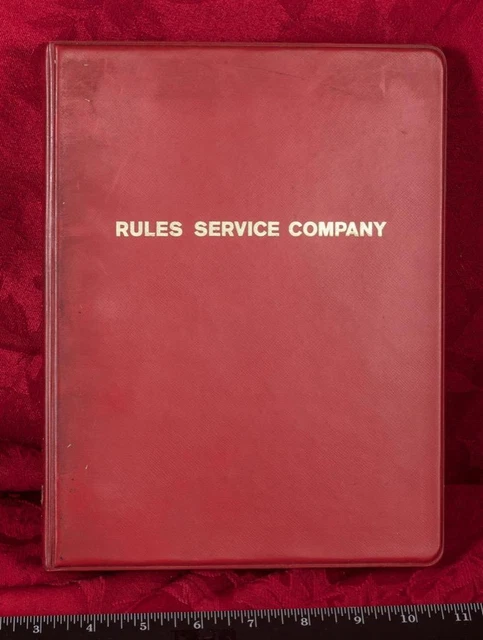 RULES SERVICE COMPANY
3 4 5 6 7 8 9 10 11